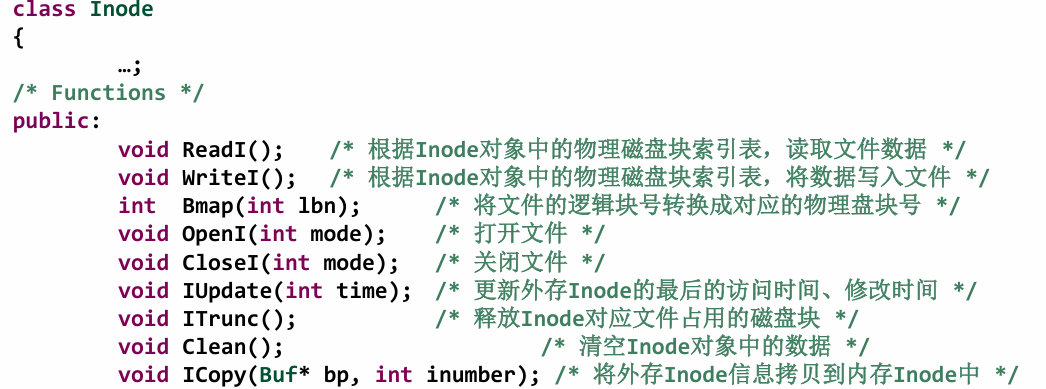 class Inode
{
…;
/* Functions */
public:
void ReadI(); /* 根据Inode对象中的物理磁盘块索引表，读取文件数据 */
void WriteI(); /* 根据Inode对象中的物理磁盘块索引表，将数据写入文件 */
int Bmap(int lbn); /* 将文件的逻辑块号转换成对应的物理盘块号 */
void OpenI(int mode); /* 打开文件 */
void CloseI(int mode); /* 关闭文件 */
void IUpdate(int time); /* 更新外存Inode的最后的访问时间、修改时间 */
void ITrunc(); /* 释放Inode对应文件占用的磁盘块 */
void Clean(); /* 清空Inode对象中的数据 */
void ICopy(Buf* bp, int inumber); /* 将外存Inode信息拷贝到内存Inode中 */